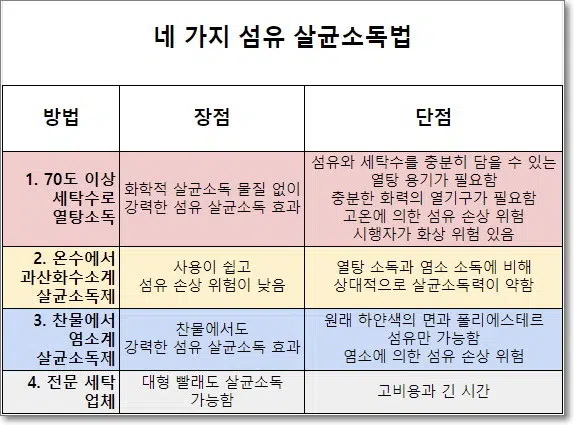 네 가지 섬유 살균소독법
방법
장점
단점
1. 70도 이상
세탁수로
열탕소독
화학적 살균소독 물질 없이
강력한 섬유 살균소독 효과
섬유와 세탁수를 충분히 담을 수 있는
열탕 용기가 필요함
충분한 화력의 열기구가 필요함
고온에 의한 섬유 손상 위험
시행자가 화상 위험 있음
2. 온수에서
과산화수소계
살균소독제
사용이 쉽고
섬유 손상 위험이 낮음
열탕 소독과 염소 소독에 비해
상대적으로 살균소독력이 약함
3. 찬물에서
염소계
살균소독제
찬물에서도
강력한 섬유 살균소독 효과
원래 하얀색의 면과 폴리에스테르
섬유만 가능함
염소에 의한 섬유 손상 위험
4. 전문 세탁
업체
대형 빨래도 살균소독
가능함
고비용과 긴 시간